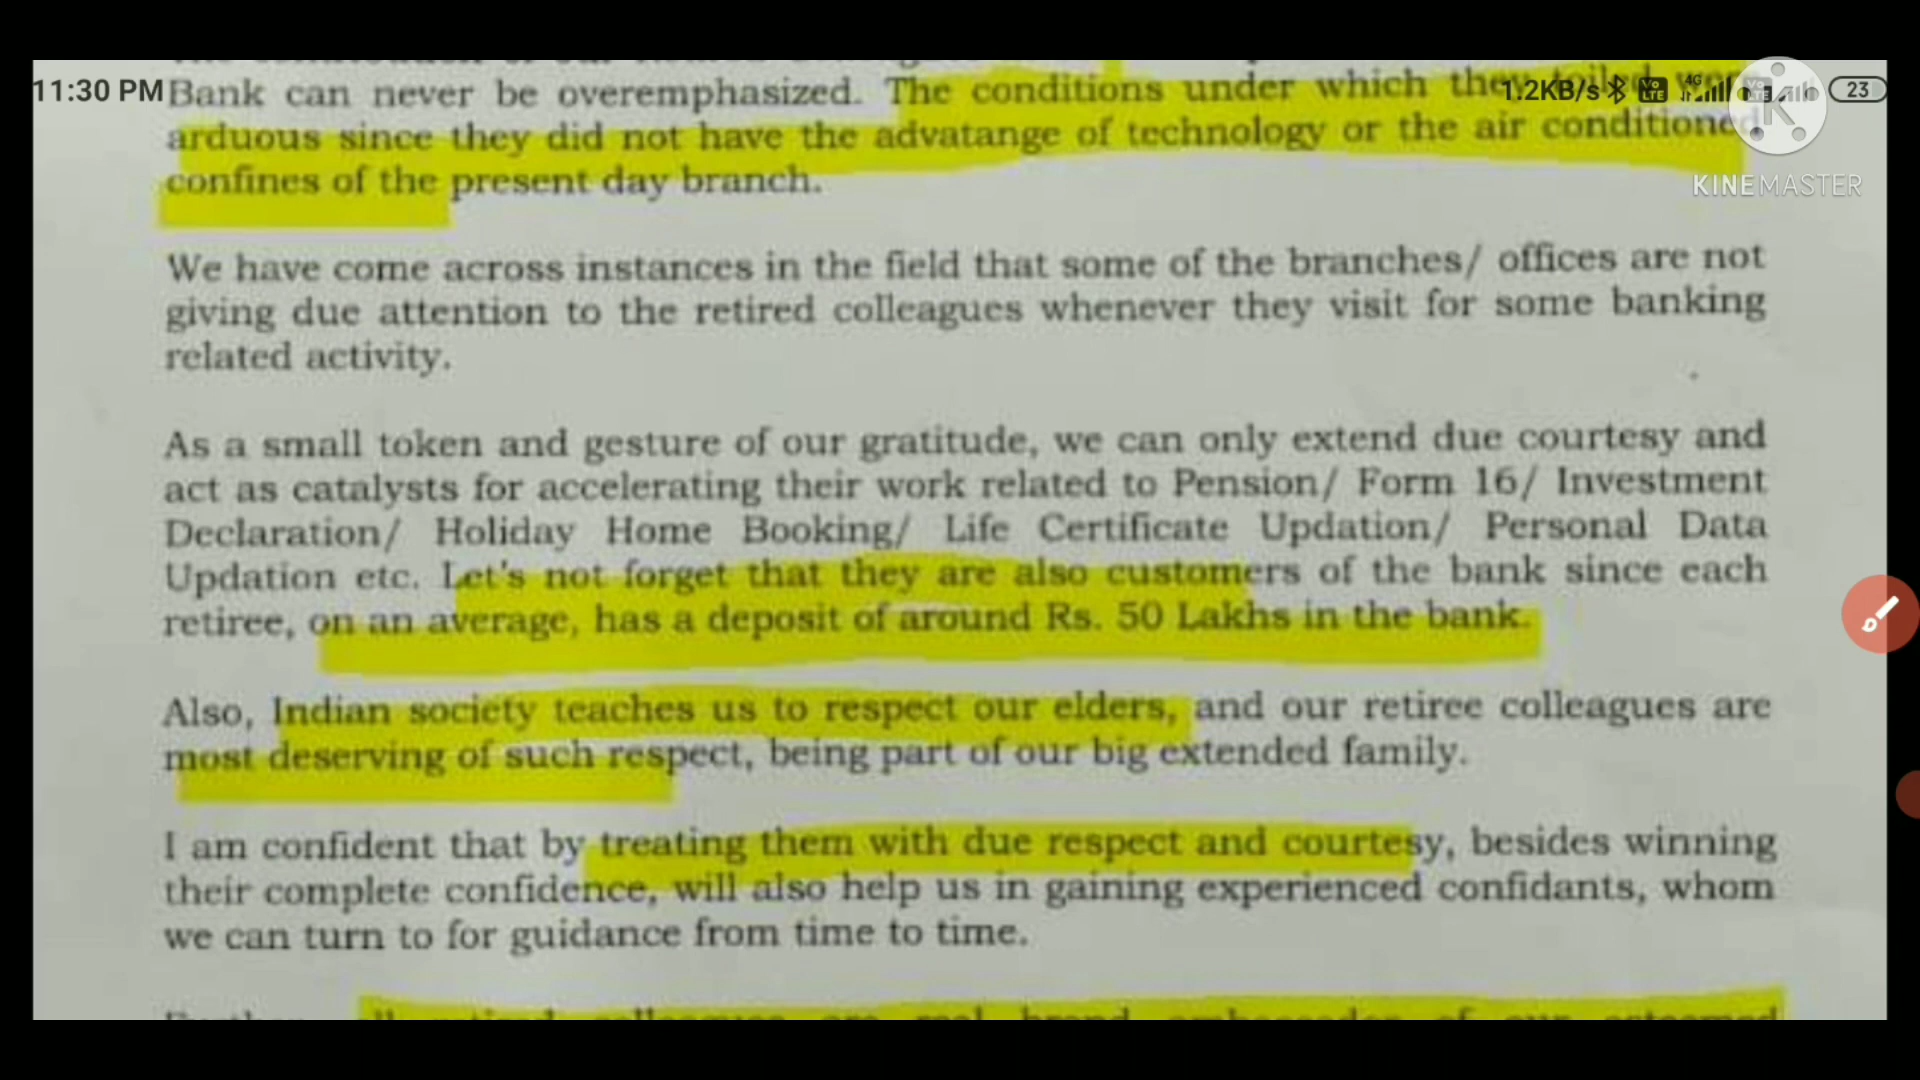 11:30 PM
1.2KB/s
23
KINEMASTER
Bank can never be overemphasized. The conditions under which they toiled
arduous since they did not have the advatange of technology or the air conditioned
confines of the present day branch.
We have come across instances in the field that some of the branches/ offices are not
giving due attention to the retired colleagues whenever they visit for some banking
related activity.
As a small token and gesture of our gratitude, we can only extend due courtesy and
act as catalysts for accelerating their work related to Pension/ Form 16/ Investment
Declaration/ Holiday Home Booking/ Life Certificate Updation/ Personal Data
Updation etc. Let's not forget that they are also customers of the bank since each
retiree, on an average, has a deposit of around Rs. 50 Lakhs in the bank.
Also, Indian society teaches us to respect our elders, and our retiree colleagues are
most deserving of such respect, being part of our big extended family.
I am confident that by treating them with due respect and courtesy, besides winning
their complete confidence, will also help us in gaining experienced confidants, whom
we can turn to for guidance from time to time.